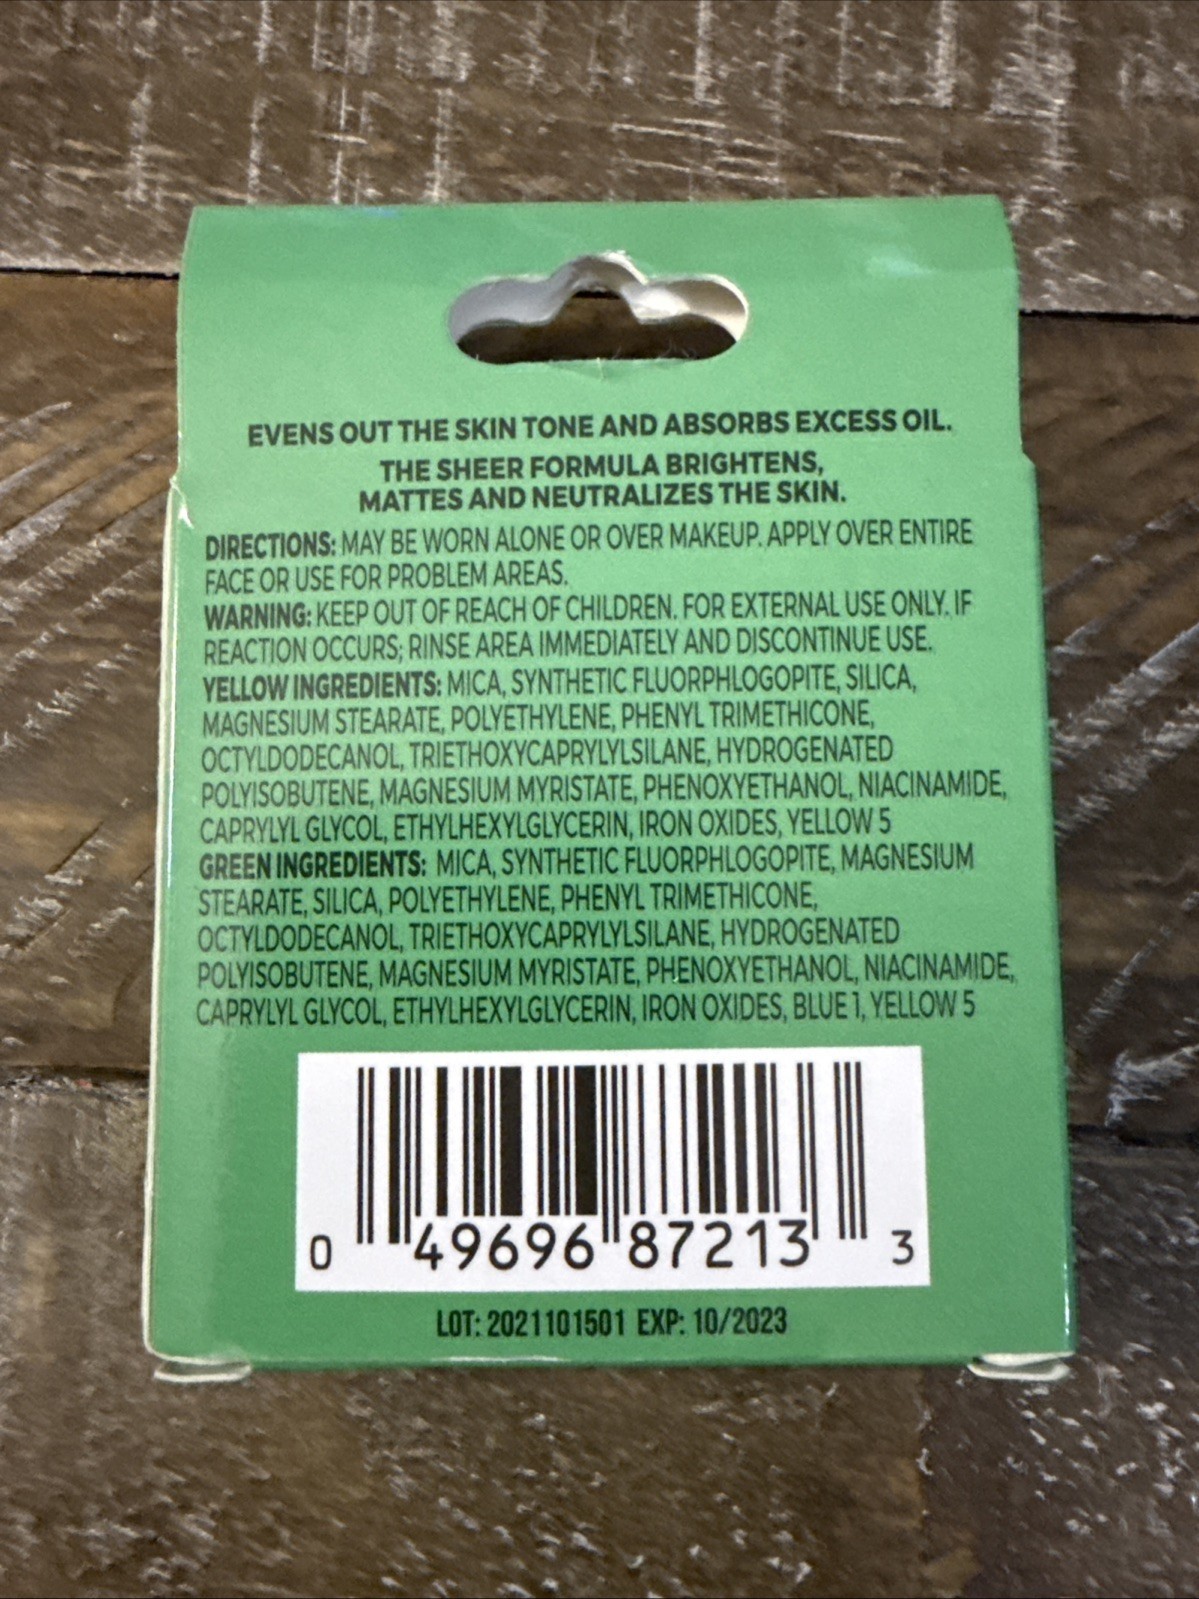 EVENS OUT THE SKIN TONE AND ABSORBS EXCESS OIL.
THE SHEER FORMULA BRIGHTENS,
MATTES AND NEUTRALIZES THE SKIN.
DIRECTIONS: MAY BE WORN ALONE OR OVER MAKEUP. APPLY OVER ENTIRE
FACE OR USE FOR PROBLEM AREAS.
WARNING: KEEP OUT OF REACH OF CHILDREN. FOR EXTERNAL USE ONLY. IF
REACTION OCCURS; RINSE AREA IMMEDIATELY AND DISCONTINUE USE.
YELLOW INGREDIENTS: MICA, SYNTHETIC FLUORPHLOGOPITE, SILICA,
MAGNESIUM STEARATE, POLYETHYLENE, PHENYL TRIMETHICONE,
OCTYLDODECANOL, TRIETHOXYCAPRYLYLSILANE, HYDROGENATED
POLYISOBUTENE, MAGNESIUM MYRISTATE, PHENOXYETHANOL, NIACINAMIDE,
CAPRYLYL GLYCOL, ETHYLHEXYLGLYCERIN, IRON OXIDES, YELLOW 5
GREEN INGREDIENTS: MICA, SYNTHETIC FLUORPHLOGOPITE, MAGNESIUM
STEARATE, SILICA, POLYETHYLENE, PHENYL TRIMETHICONE,
OCTYLDODECANOL, TRIETHOXYCAPRYLYLSILANE, HYDROGENATED
POLYISOBUTENE, MAGNESIUM MYRISTATE, PHENOXYETHANOL, NIACINAMIDE,
CAPRYLYL GLYCOL, ETHYLHEXYLGLYCERIN, IRON OXIDES, BLUE 1, YELLOW 5
0 49696 87213 3
LOT: 2021101501 EXP: 10/2023